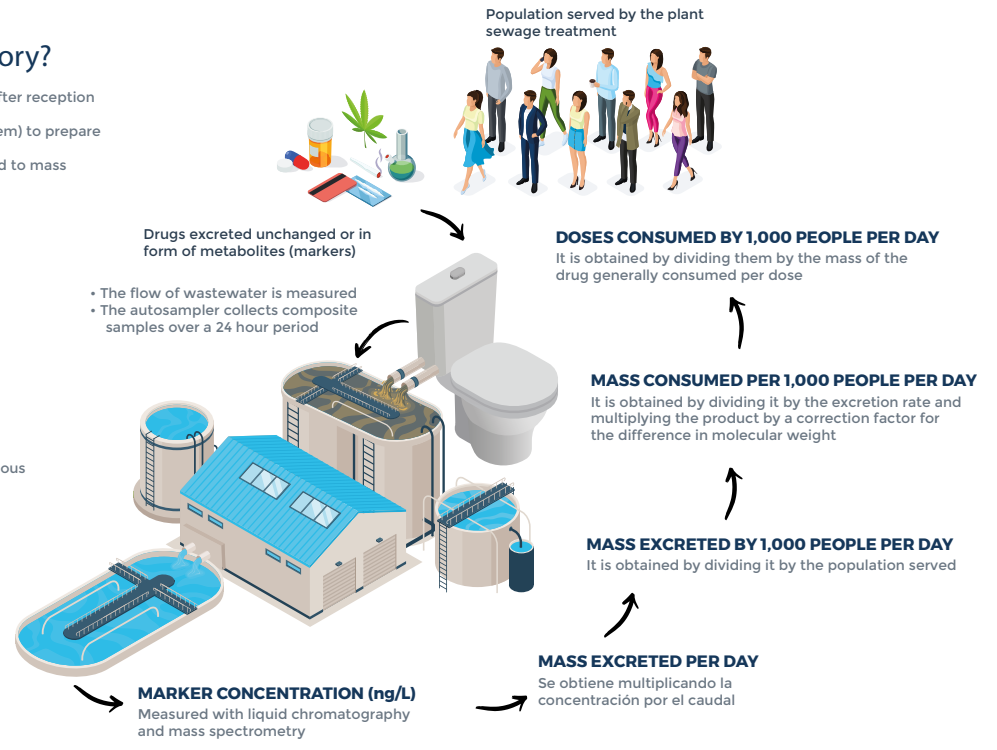 ory?
fter reception
em) to prepare
d to mass
ous
Population served by the plant
sewage treatment
Drugs excreted unchanged or in
form of metabolites (markers)
• The flow of wastewater is measured
• The autosampler collects composite
samples over a 24 hour period
MARKER CONCENTRATION (ng/L)
Measured with liquid chromatography
and mass spectrometry
MASS EXCRETED PER DAY
Se obtiene multiplicando la
concentración por el caudal
MASS EXCRETED BY 1,000 PEOPLE PER DAY
It is obtained by dividing it by the population served
MASS CONSUMED PER 1,000 PEOPLE PER DAY
It is obtained by dividing it by the excretion rate and
multiplying the product by a correction factor for
the difference in molecular weight
DOSES CONSUMED BY 1,000 PEOPLE PER DAY
It is obtained by dividing them by the mass of the
drug generally consumed per dose